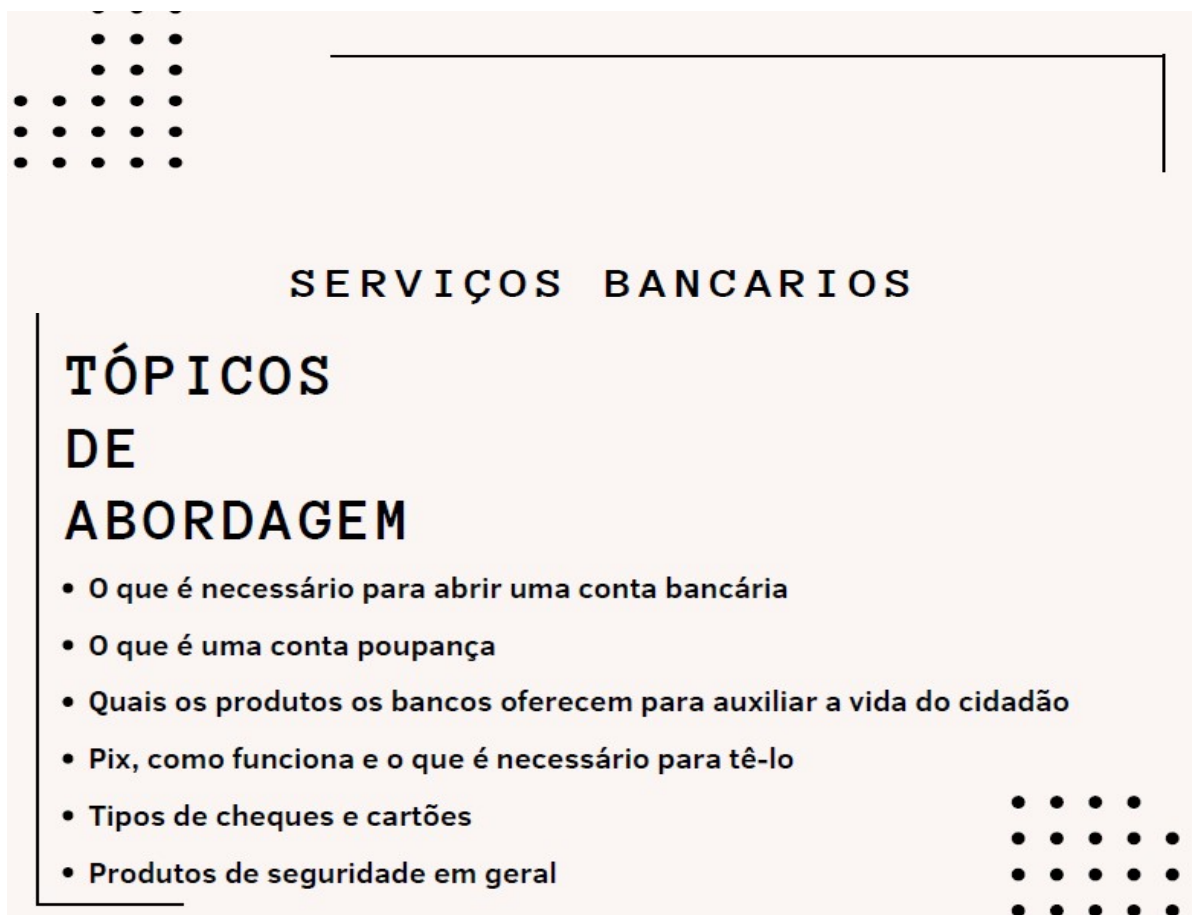 SERVIÇOS BANCARIOS
TÓPICOS
DE
ABORDAGEM
• O que é necessário para abrir uma conta bancária
• O que é uma conta poupança
• Quais os produtos os bancos oferecem para auxiliar a vida do cidadão
• Pix, como funciona e o que é necessário para tê-lo
• Tipos de cheques e cartões
• Produtos de seguridade em geral